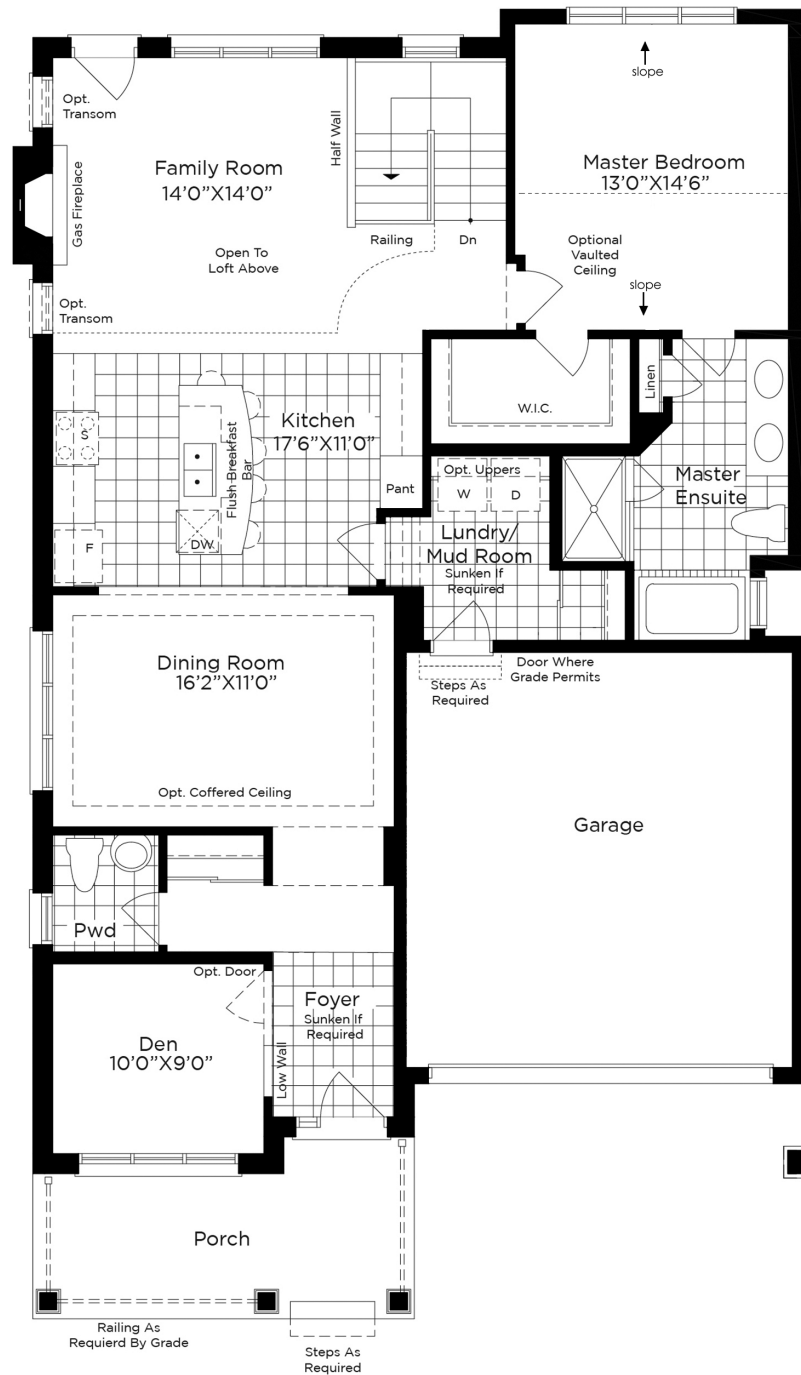 slope
Opt.
Transom
Half Wall
Family Room
14'0"X14'0"
Master Bedroom
13'0"X14'6"
Gas Fireplace
Railing
Dn
Optional
Vaulted
Ceiling
Open To
Loft Above
slope
Opt.
Transom
Linen
W.I.C.
Kitchen
17'6"X11'0"
S
Flush Breakfast
Bar
Opt. Uppers
Master
Ensuite
Pant
W
D
Lundry/
Mud Room
Sunken If
Required
F
DW
Dining Room
16'2"X11'0"
Door Where
Grade Permits
Steps As
Required
Opt. Coffered Ceiling
Garage
Pwd
Opt. Door
Foyer
Sunken If
Required
Den
10'0"X9'0"
Low Wall
Porch
Railing As
Requierd By Grade
Steps As
Required